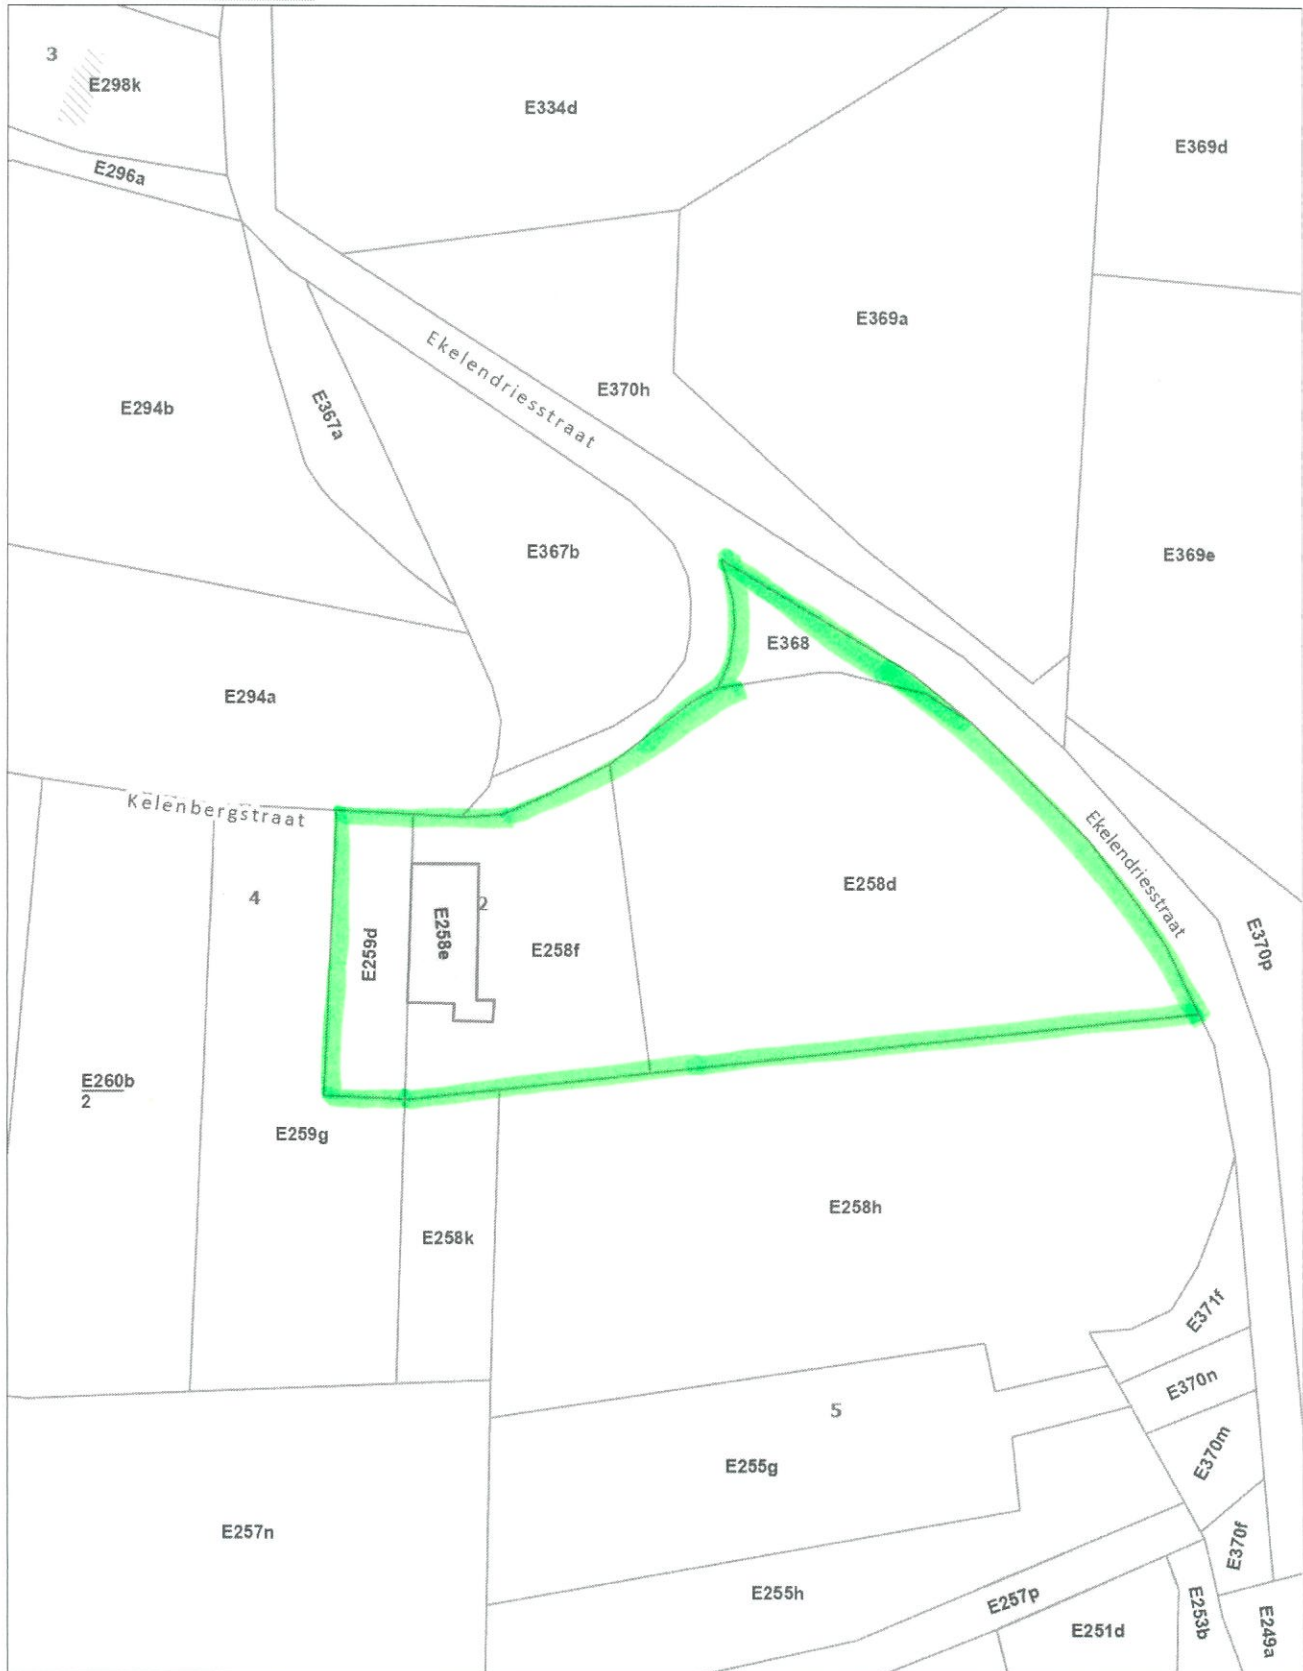 3
E298k
E334d
E369d
E296a
E369a
Ekelendriesstraat
E370h
E294b
E367a
E367b
E369e
E368
E294a
Kelenbergstraat
Ekelendriesstraat
E258d
4
2
E259d
E258e
E258f
E370p
E260b
2
E259g
E258h
E258k
E371f
E370n
5
E370m
E255g
E257n
E370f
E255h
E257p
E253b
E251d
E249a